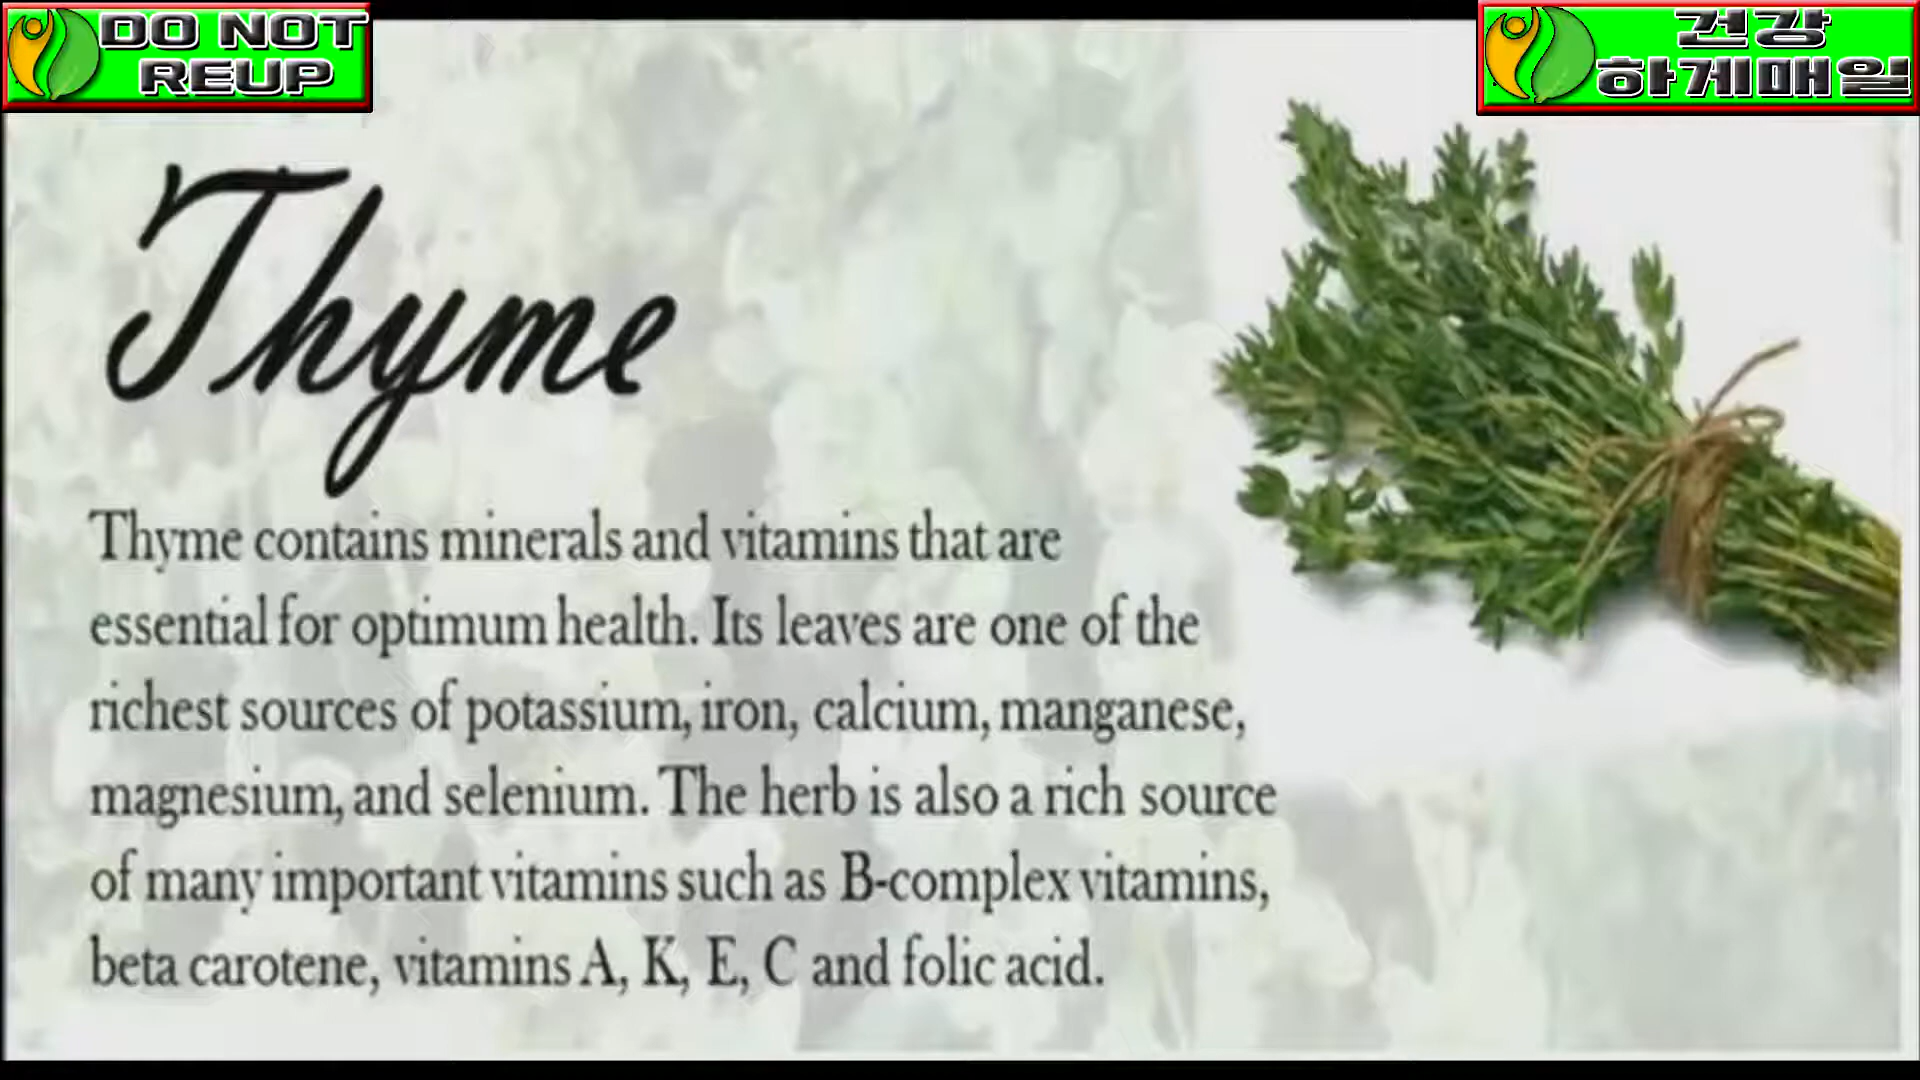 DO NOT
REUP
건강
하게매일
Thyme
Thyme contains minerals and vitamins that are
essential for optimum health. Its leaves are one of the
richest sources of potassium, iron, calcium, manganese,
magnesium, and selenium. The herb is also a rich source
of many important vitamins such as B-complex vitamins,
beta carotene, vitamins A, K, E, C and folic acid.